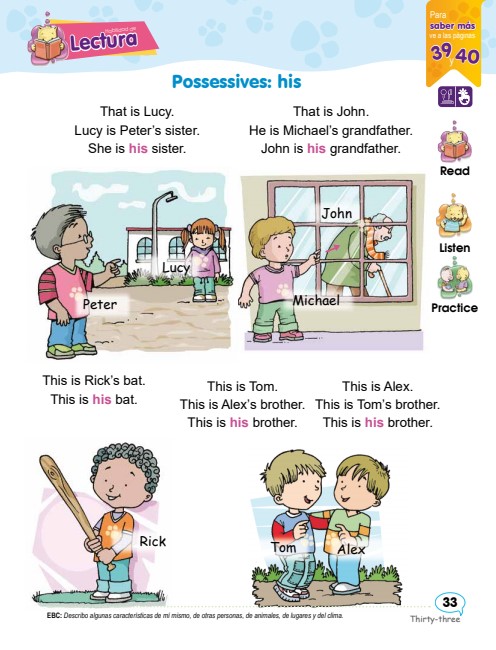 Lectura
Para
saber más
ve a las páginas
39 y 40
Possessives: his
That is Lucy.
Lucy is Peter's sister.
She is his sister.
That is John.
He is Michael's grandfather.
John is his grandfather.
Read
Listen
Practice
John
Lucy
Peter
Michael
This is Rick's bat.
This is his bat.
This is Tom.
This is Alex's brother.
This is his brother.
This is Alex.
This is Tom's brother.
This is his brother.
Rick
Tom
Alex
33
Thirty-three
EBC: Describo algunas características de mi mismo, de otras personas, de animales, de lugares y del clima.